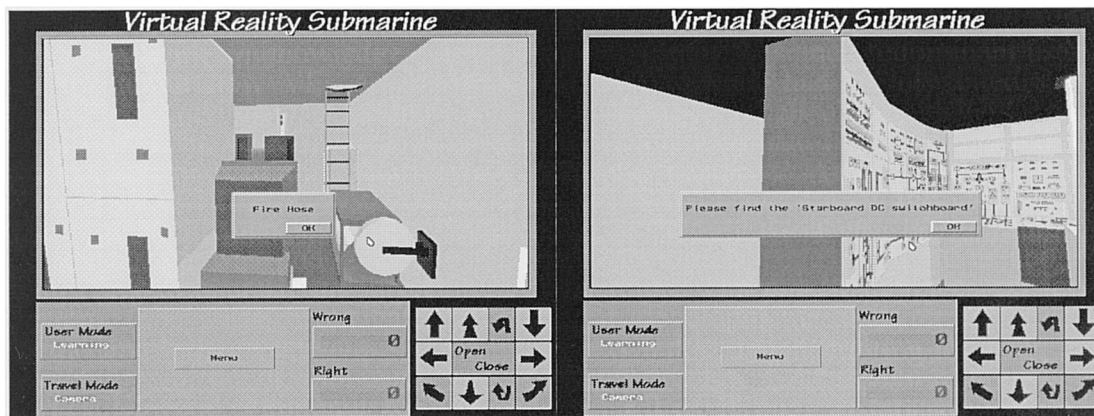 Virtual Reality Submarine
Fire Hose
OK
User Mode
Learning
Travel Mode
Camera
Menu
Wrong
0
Right
0
Open
Close
Virtual Reality Submarine
Please find the 'Starboard DC switchboard'
OK
User Mode
Learning
Travel Mode
Camera
Menu
Wrong
0
Right
0
Open
Close